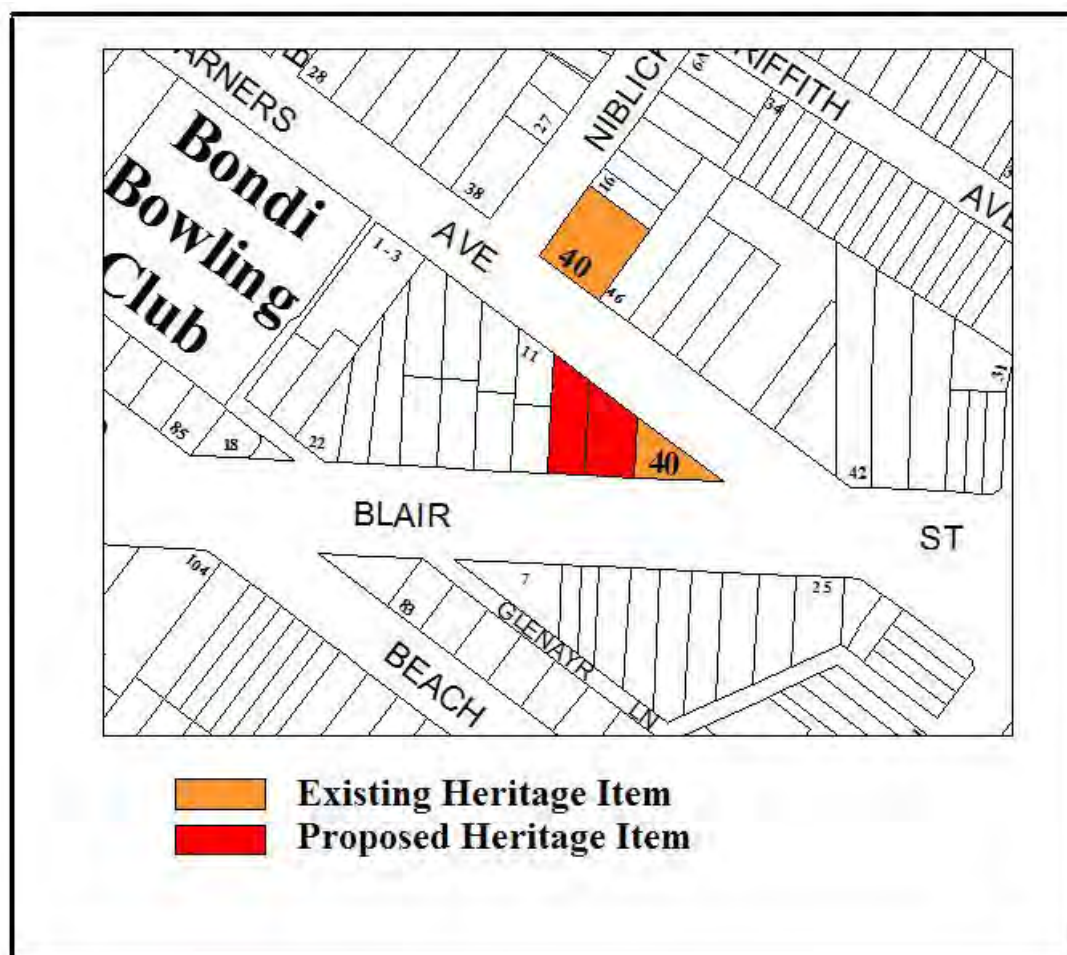 ARNERS
AVE
28
38
27
NIBLICK
6A
RIFFITH
AVE
34
16
40
46
Bondi
Bowling
Club
1 - 3
11
40
42
31
85
18
22
BLAIR
ST
104
83
7
25
GLENAYR
LN
BEACH
Existing Heritage Item
Proposed Heritage Item